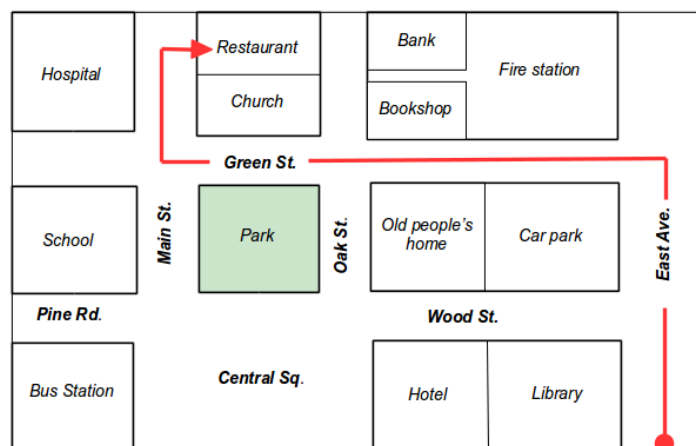 Hospital
Restaurant
Church
Bank
Bookshop
Fire station
Green St.
School
Main St.
Park
Oak St.
Old people's
home
Car park
East Ave.
Pine Rd.
Wood St.
Bus Station
Central Sq.
Hotel
Library